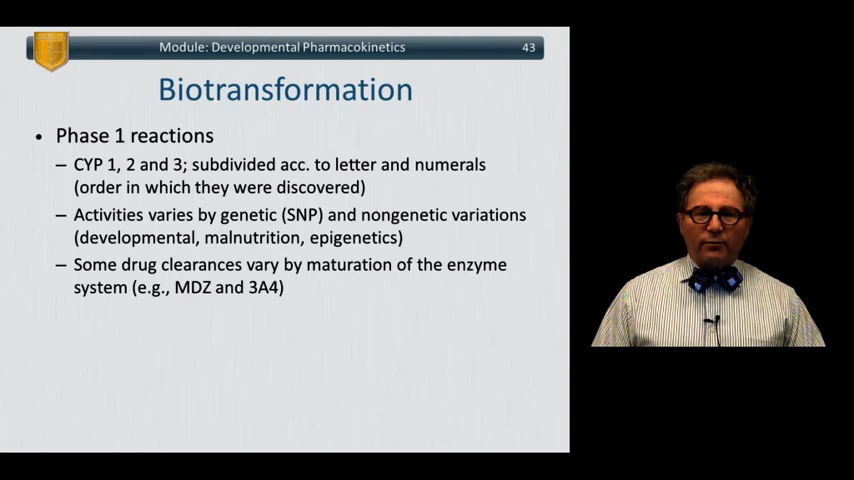 Module: Developmental Pharmacokinetics 43
Biotransformation
• Phase 1 reactions
– CYP 1, 2 and 3; subdivided acc. to letter and numerals
(order in which they were discovered)
– Activities varies by genetic (SNP) and nongenetic variations
(developmental, malnutrition, epigenetics)
– Some drug clearances vary by maturation of the enzyme
system (e.g., MDZ and 3A4)